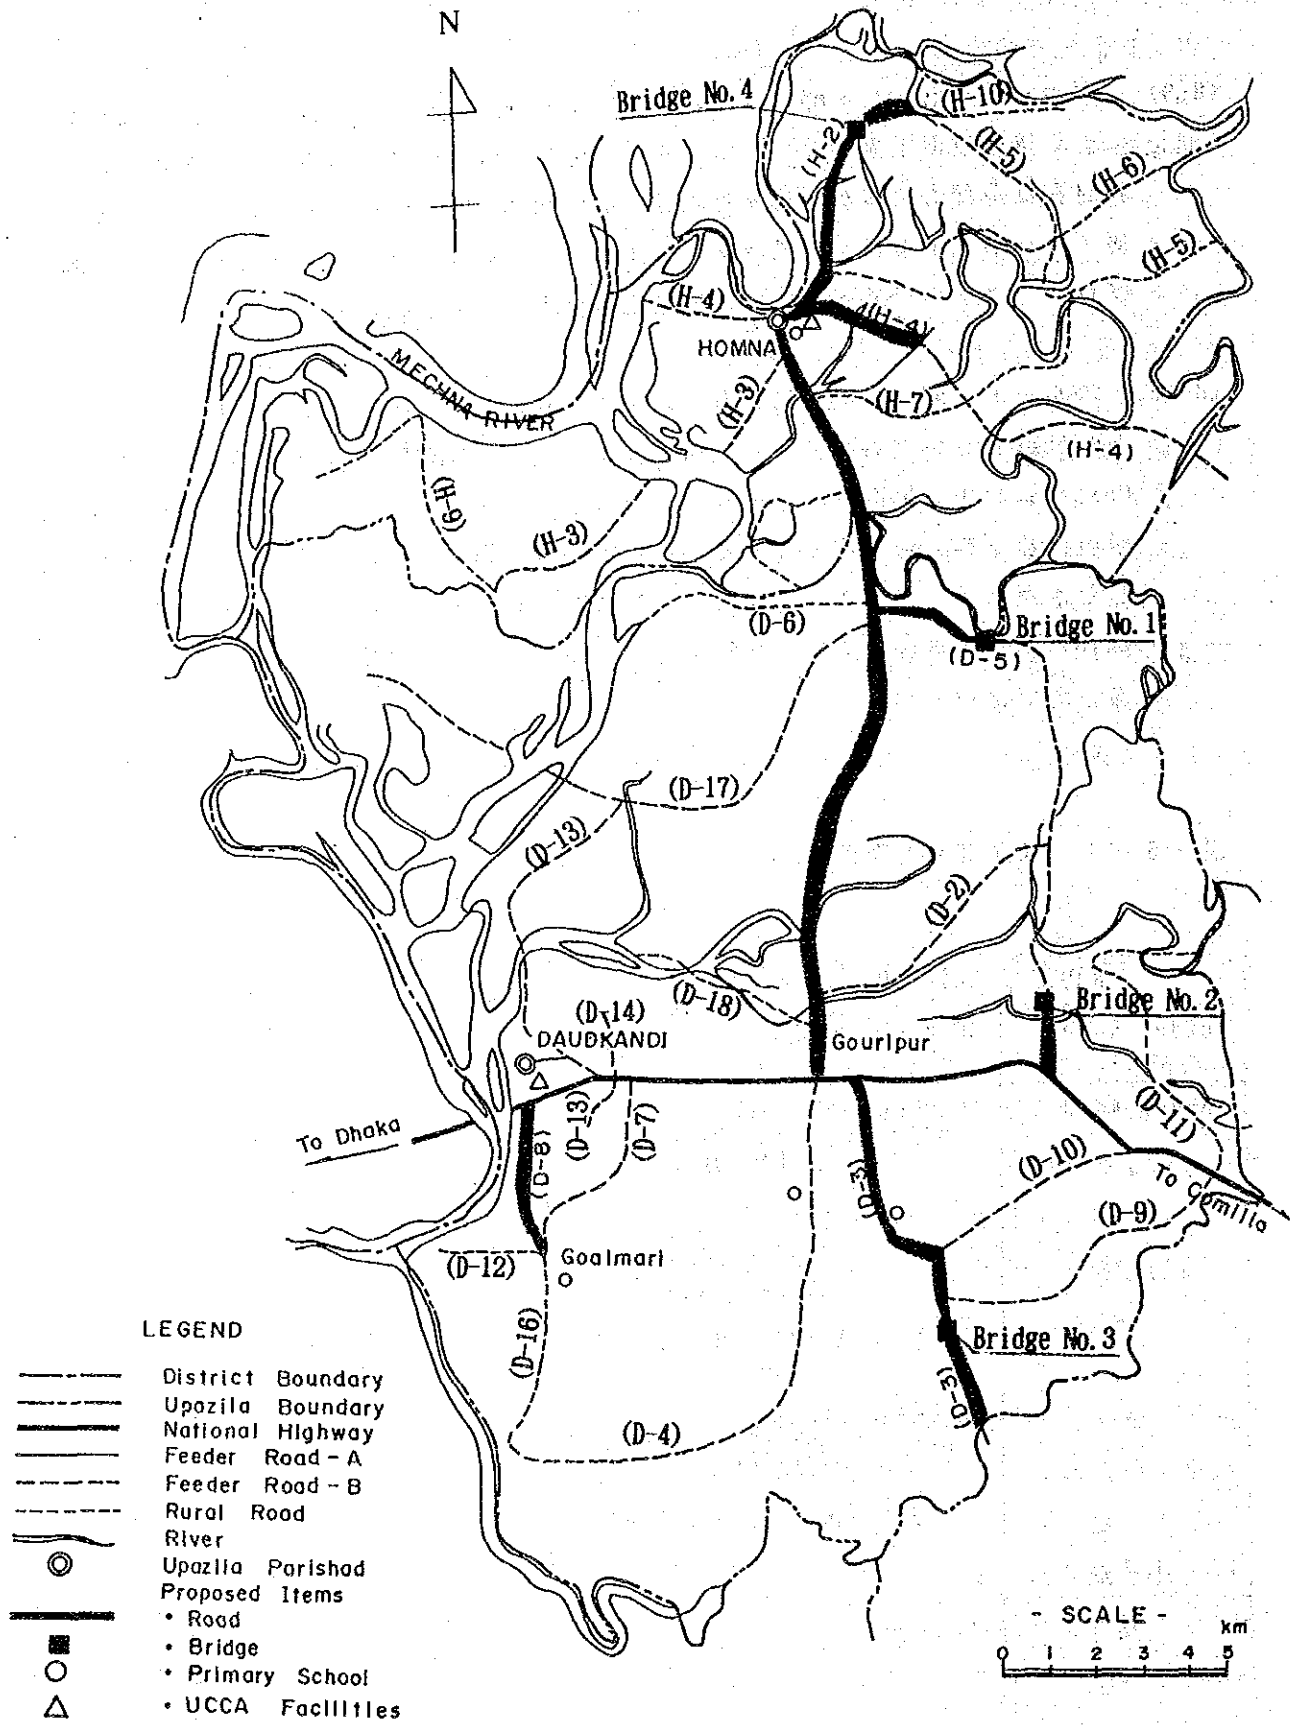 N
Bridge No. 4
(H-10)
(H-2)
(H-5)
(H-6)
(H-5)
(H-4)
(H-4)
HOMNA
MECHNA RIVER
(H-3)
(H-7)
(H-4)
(H-9)
(H-3)
(D-6)
Bridge No. 1
(D-5)
(D-17)
(D-13)
(D-2)
(D-18)
Bridge No. 2
(D-14)
DAUDKANDI
Gouripur
To Dhaka
(D-8)
(D-13)
(D-7)
(D-11)
(D-10)
(D-3)
To Comilla
(D-9)
(D-12)
Goalmari
(D-16)
Bridge No. 3
(D-3)
(D-4)
LEGEND
District Boundary
Upazila Boundary
National Highway
Feeder Road - A
Feeder Road - B
Rural Road
River
Upazila Parishad
Proposed Items
• Road
• Bridge
• Primary School
• UCCA Facilities
- SCALE -
km
0 1 2 3 4 5